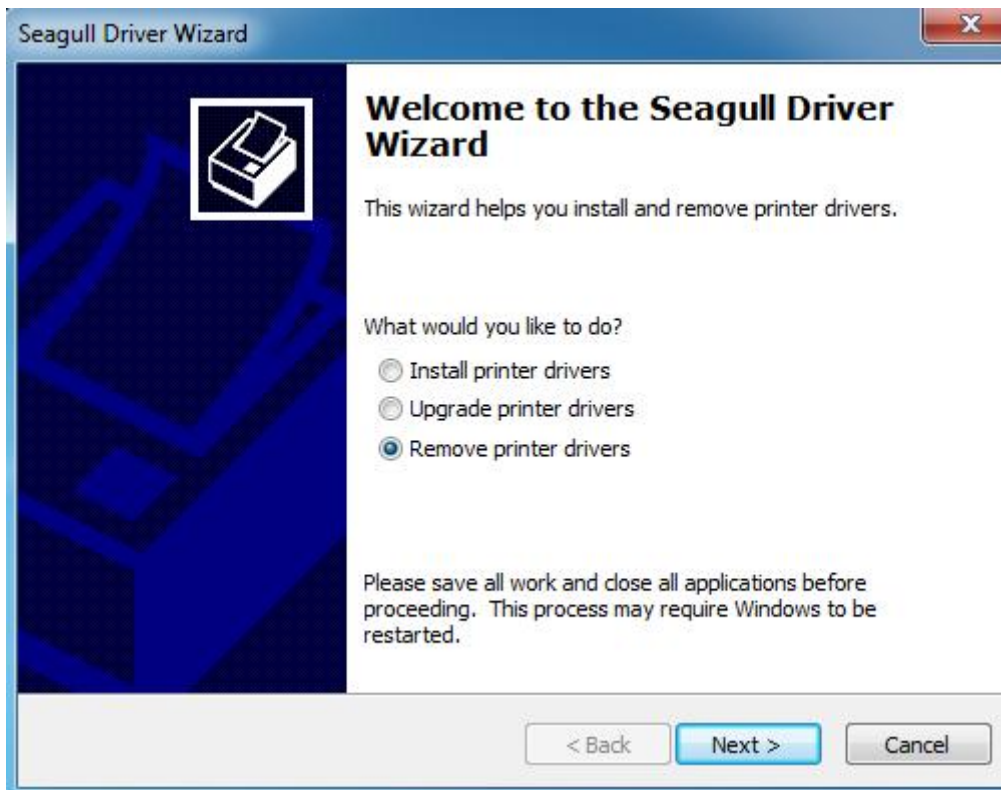 Seagull Driver Wizard
Welcome to the Seagull Driver
Wizard
This wizard helps you install and remove printer drivers.
What would you like to do?
Install printer drivers
Upgrade printer drivers
Remove printer drivers
Please save all work and close all applications before
proceeding.  This process may require Windows to be
restarted.
< Back Next > Cancel